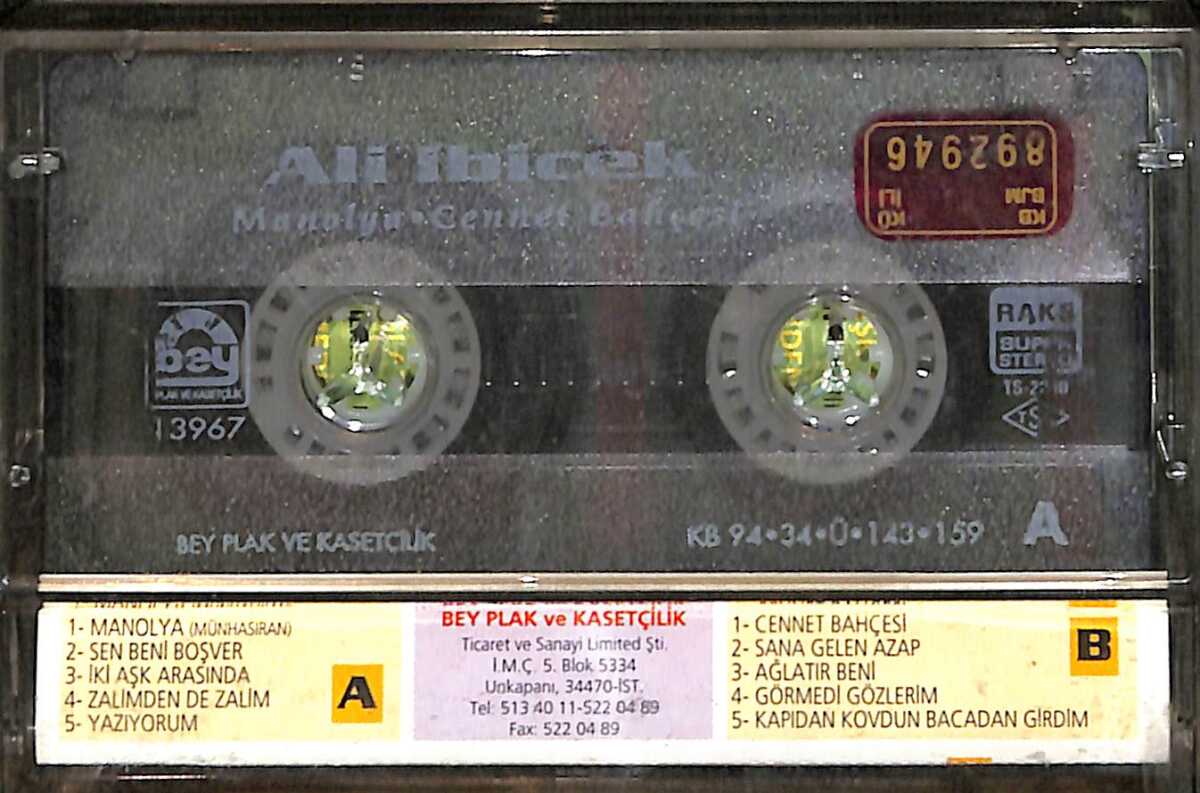 Ali İbicek
Manolya • Cennet Bahçesi
892946
KB
BJM
KÜ
İLİ
bey
PLAK VE KASETÇİLİK
13967
RAKS
SUPER
STEREO
BEY PLAK VE KASETÇİLİK
KB 94•34•Ü•143•159
A
1- MANOLYA (MÜNHASIRAN)
2- SEN BENİ BOŞVER
3- İKİ AŞK ARASINDA
4- ZALİMDEN DE ZALİM
5- YAZIYORUM
A
BEY PLAK ve KASETÇİLİK
Ticaret ve Sanayi Limited Şti.
İ.M.Ç. 5. Blok 5334
Unkapanı, 34470-İST.
Tel: 513 40 11-522 04 89
Fax: 522 04 89
1- CENNET BAHÇESİ
2- SANA GELEN AZAP
3- AĞLATIR BENİ
4- GÖRMEDİ GÖZLERİM
5- KAPIDAN KOVDUN BACADAN GİRDİM
B